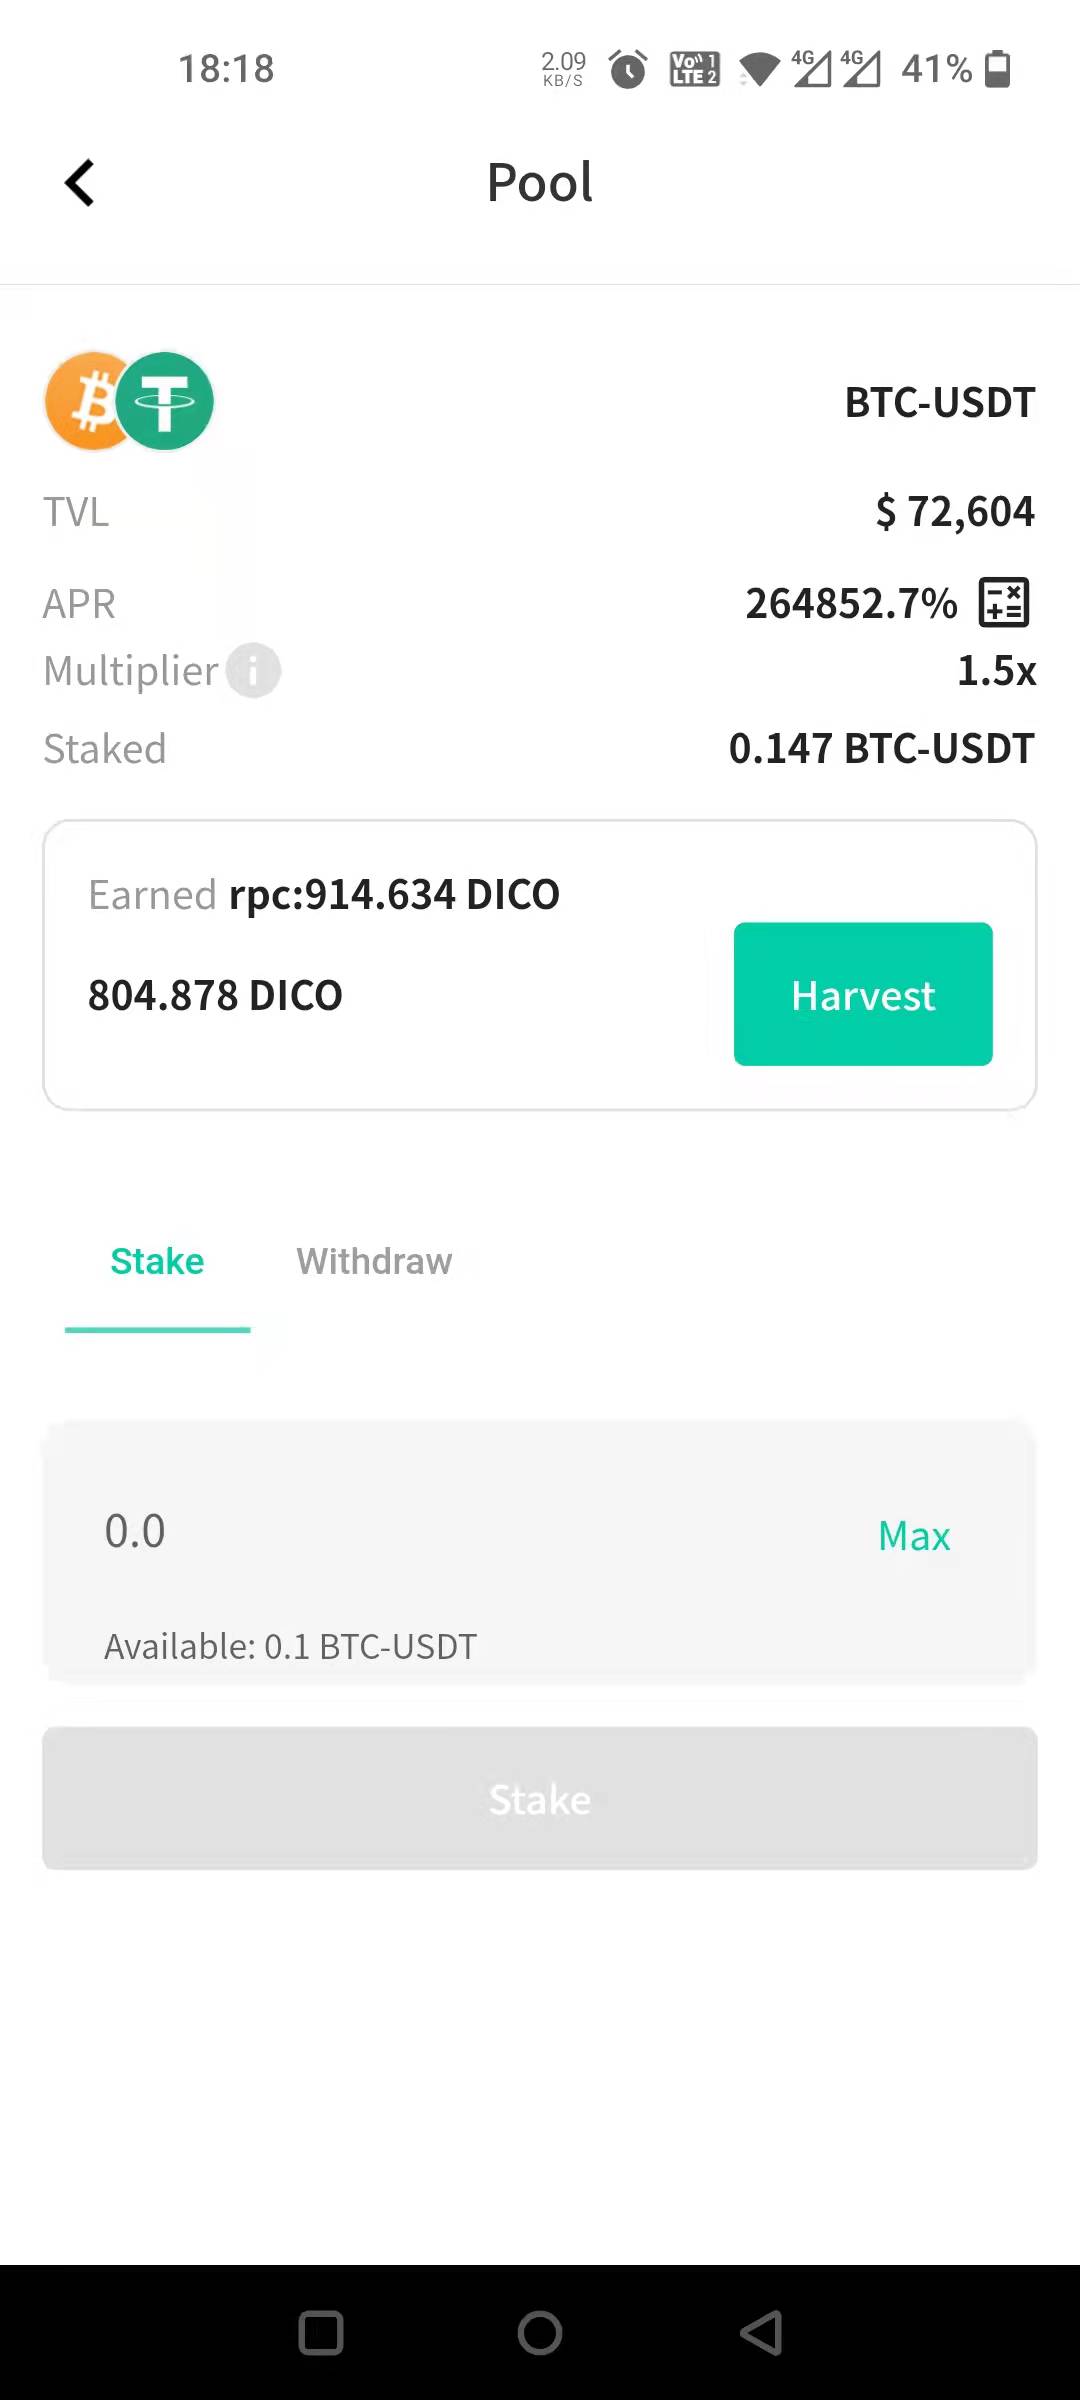 18:18 2.09 KB/S Vo)) 1 LTE 2 4G 4G 41%
Pool
BTC-USDT
TVL $ 72,604
APR 264852.7%
Multiplier i 1.5x
Staked 0.147 BTC-USDT
Earned rpc:914.634 DICO
804.878 DICO Harvest
Stake Withdraw
0.0 Max
Available: 0.1 BTC-USDT
Stake